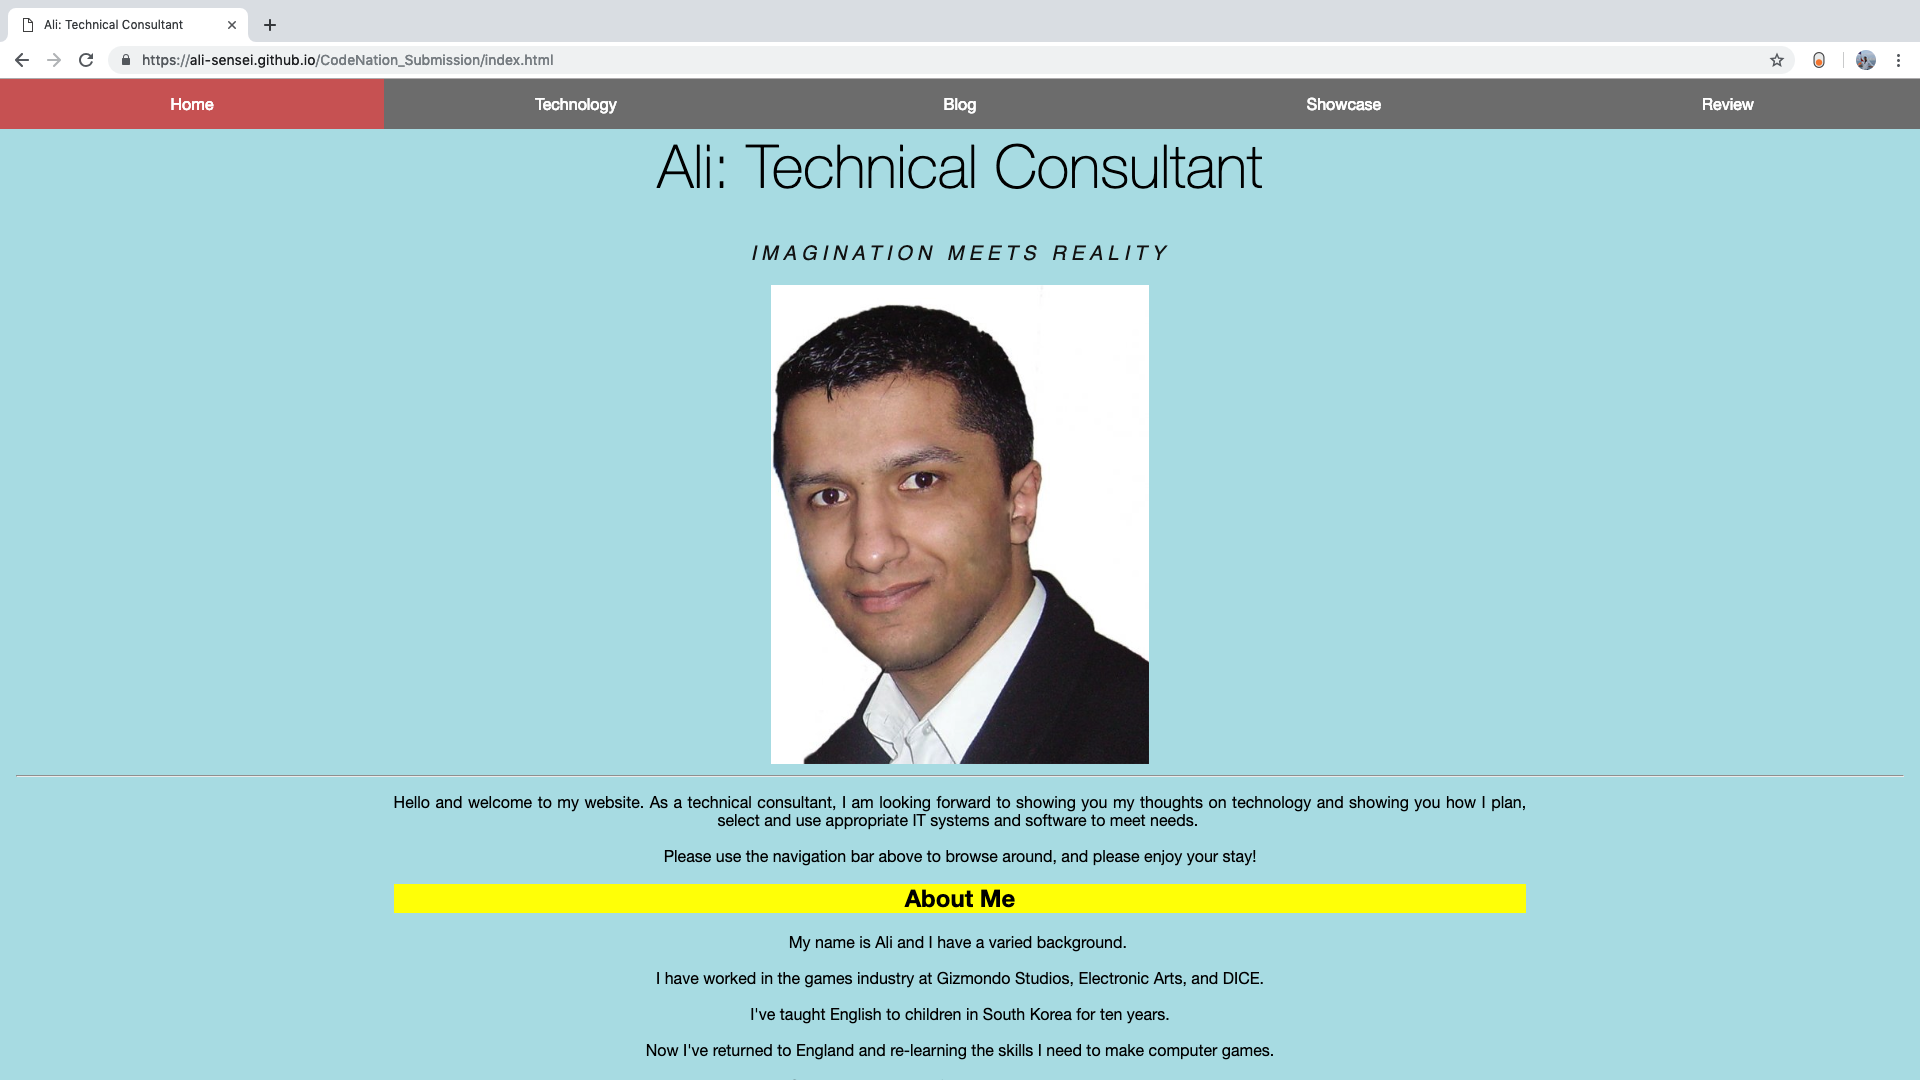 Ali: Technical Consultant
https://ali-sensei.github.io/CodeNation_Submission/index.html
Home Technology Blog Showcase Review
Ali: Technical Consultant
IMAGINATION MEETS REALITY
Hello and welcome to my website. As a technical consultant, I am looking forward to showing you my thoughts on technology and showing you how I plan,
select and use appropriate IT systems and software to meet needs.
Please use the navigation bar above to browse around, and please enjoy your stay!
About Me
My name is Ali and I have a varied background.
I have worked in the games industry at Gizmondo Studios, Electronic Arts, and DICE.
I've taught English to children in South Korea for ten years.
Now I've returned to England and re-learning the skills I need to make computer games.